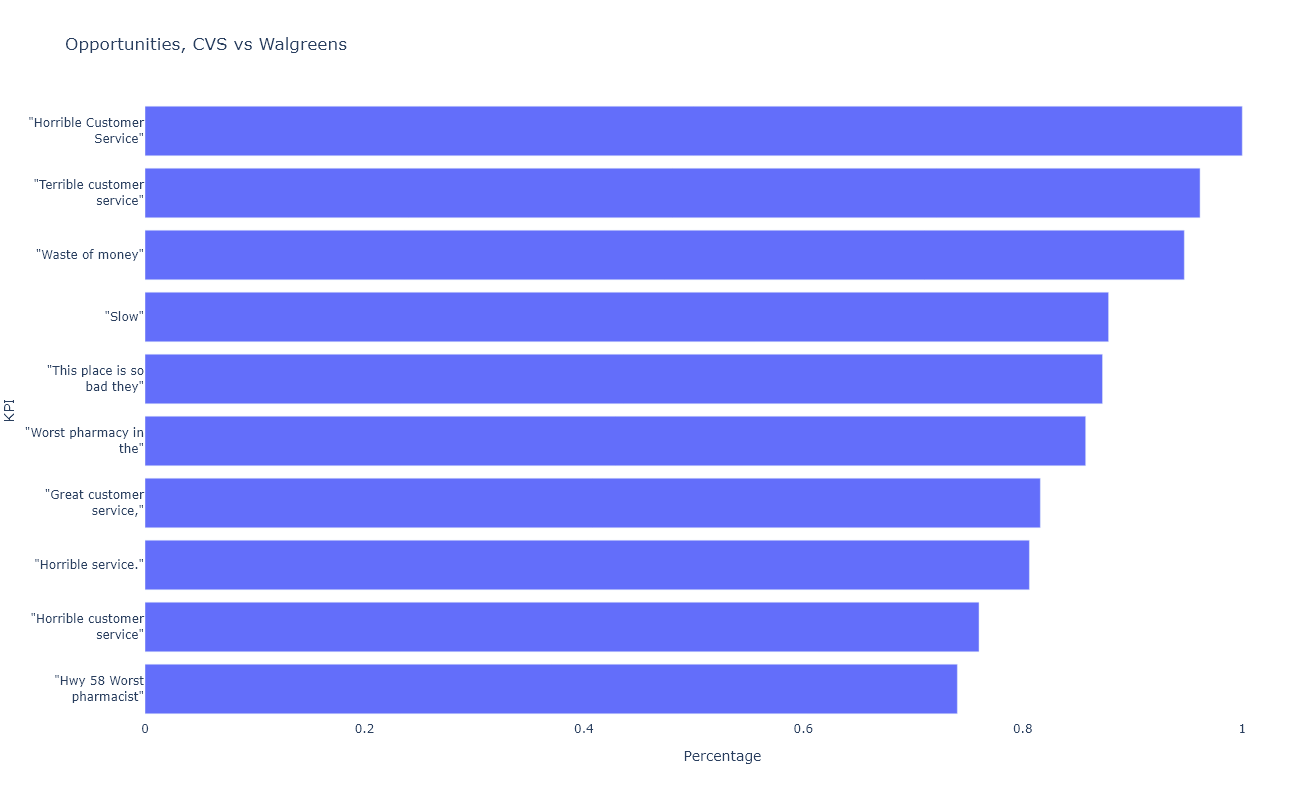 Opportunities, CVS vs Walgreens
"Horrible Customer
Service"
"Terrible customer
service"
"Waste of money"
"Slow"
"This place is so
bad they"
"Worst pharmacy in
the"
"Great customer
service,"
"Horrible service."
"Horrible customer
service"
"Hwy 58 Worst
pharmacist"
KPI
0 0.2 0.4 0.6 0.8 1
Percentage